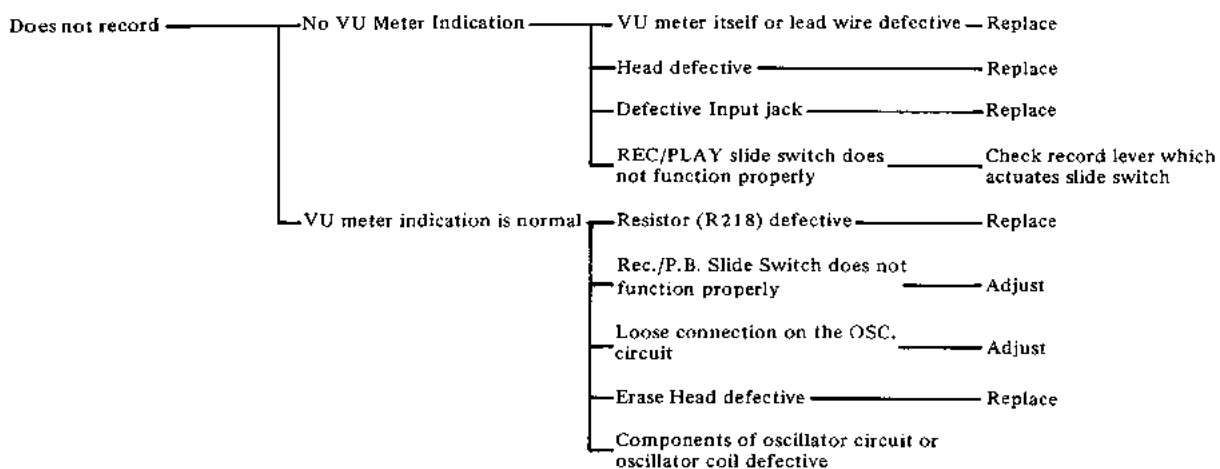 Does not record
No VU Meter Indication
VU meter itself or lead wire defective
Replace
Head defective
Replace
Defective Input jack
Replace
REC/PLAY slide switch does
not function properly
Check record lever which
actuates slide switch
VU meter indication is normal
Resistor (R218) defective
Replace
Rec./P.B. Slide Switch does not
function properly
Adjust
Loose connection on the OSC.
circuit
Adjust
Erase Head defective
Replace
Components of oscillator circuit or
oscillator coil defective